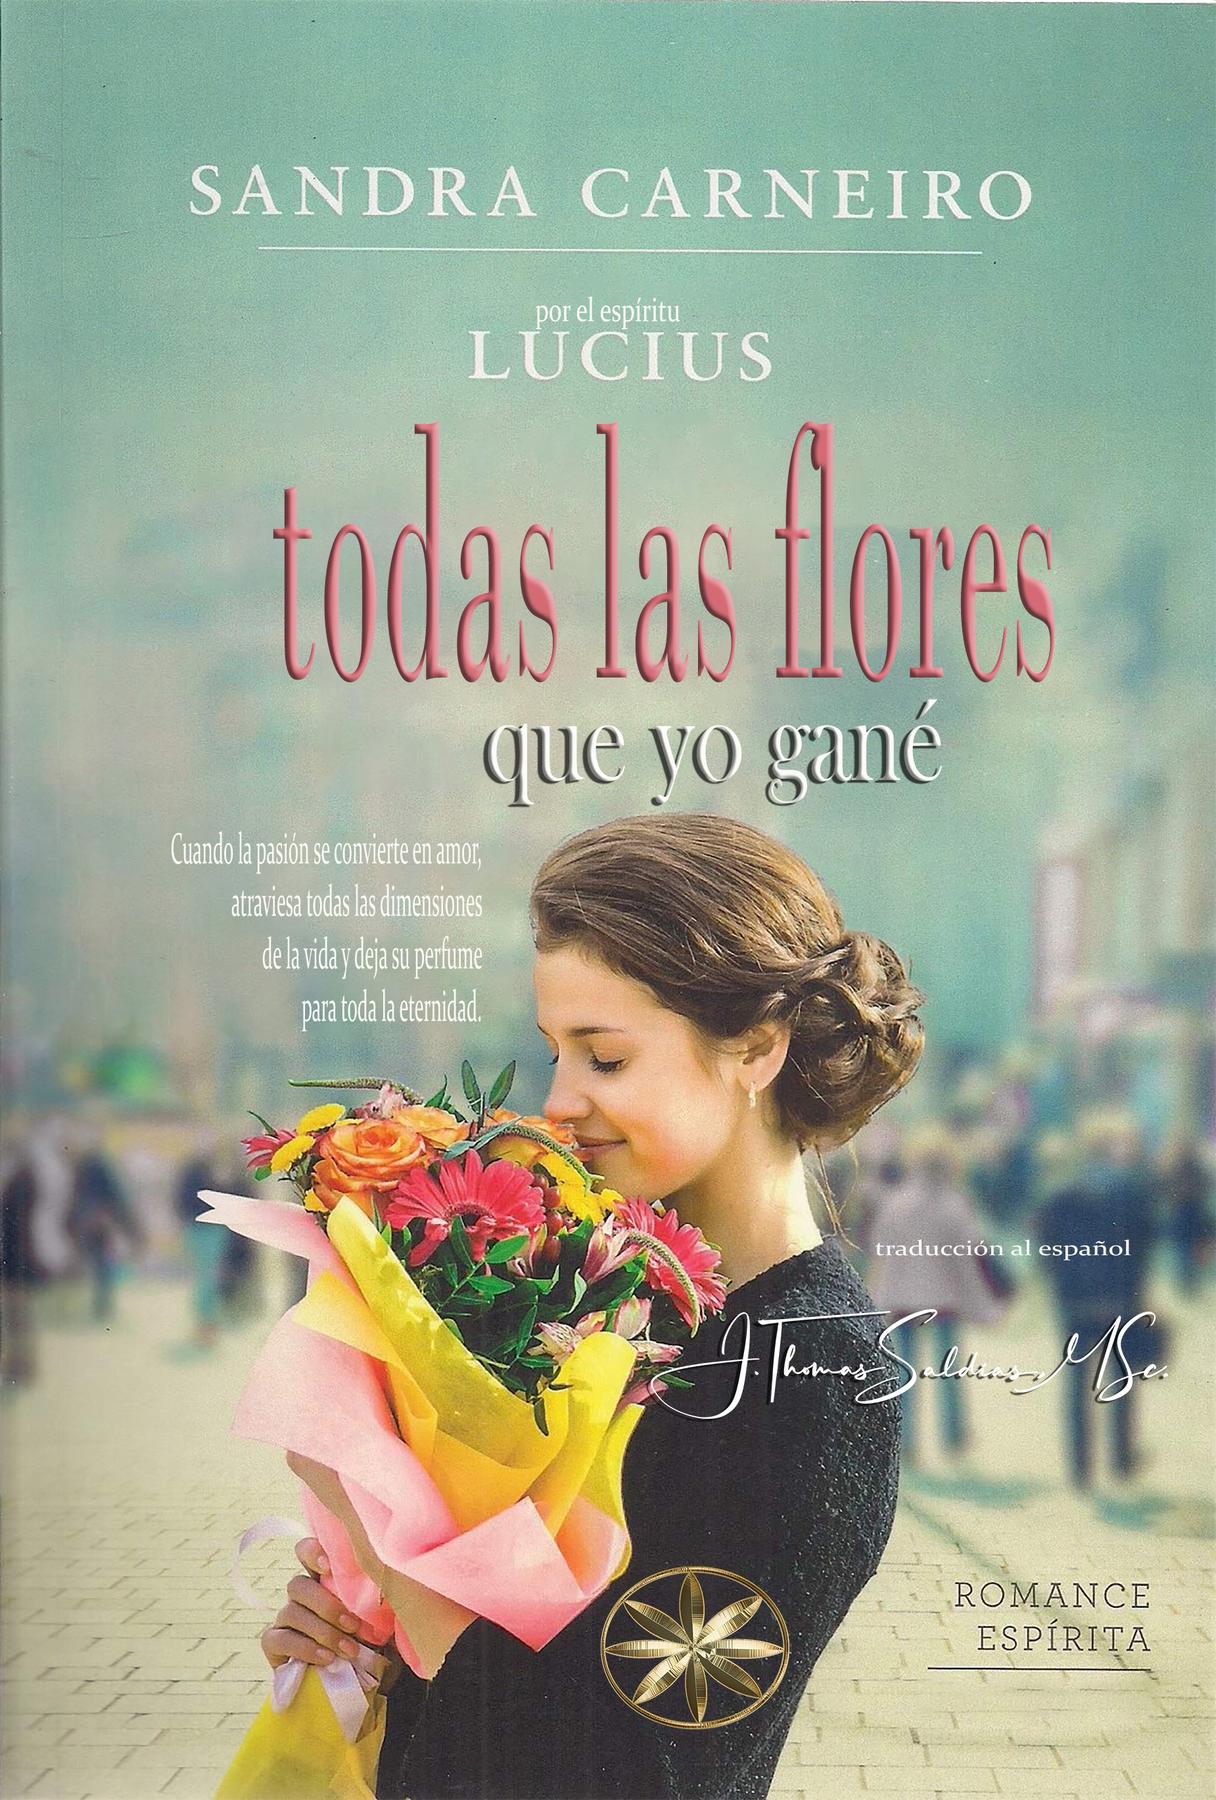 SANDRA CARNEIRO
por el espíritu
LUCIUS
todas las flores
que yo gané
Cuando la pasión se convierte en amor,
atraviesa todas las dimensiones
de la vida y deja su perfume
para toda la eternidad.
traducción al español
J. Thomas Saldias, MSc.
ROMANCE
ESPÍRITA